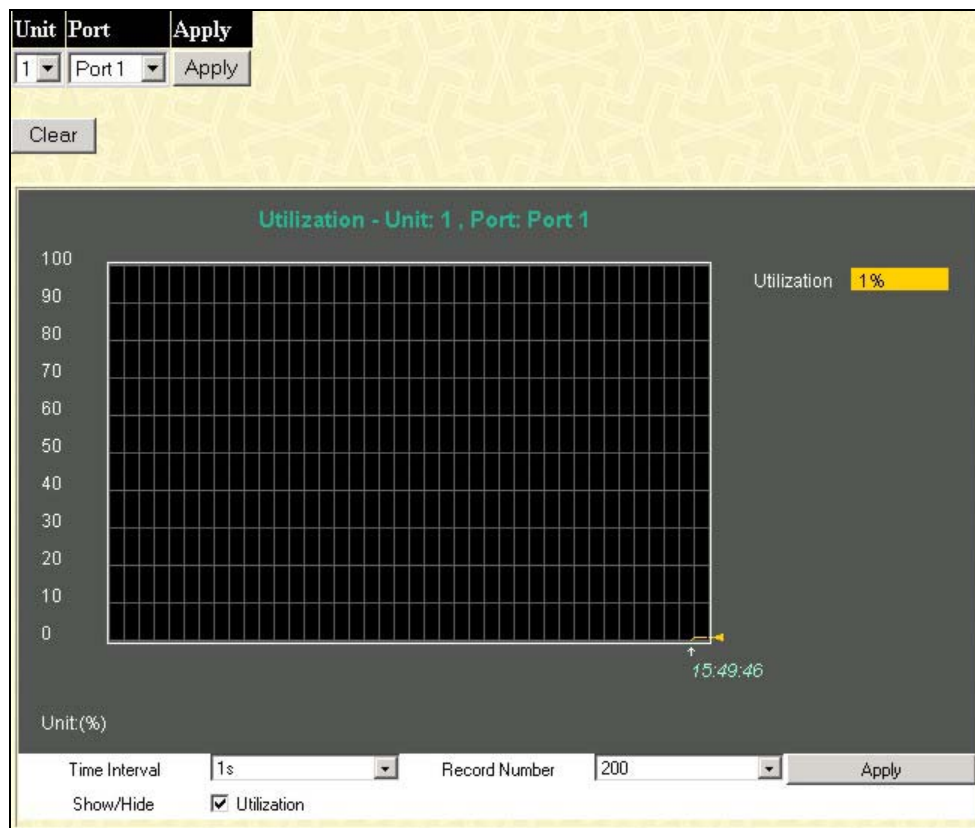 Unit Port Apply
1 Port 1 Apply
Clear
Utilization - Unit: 1 , Port: Port 1
100
90
80
70
60
50
40
30
20
10
0
Utilization 1%
15:49:46
Unit:(%)
Time Interval 1s Record Number 200 Apply
Show/Hide Utilization